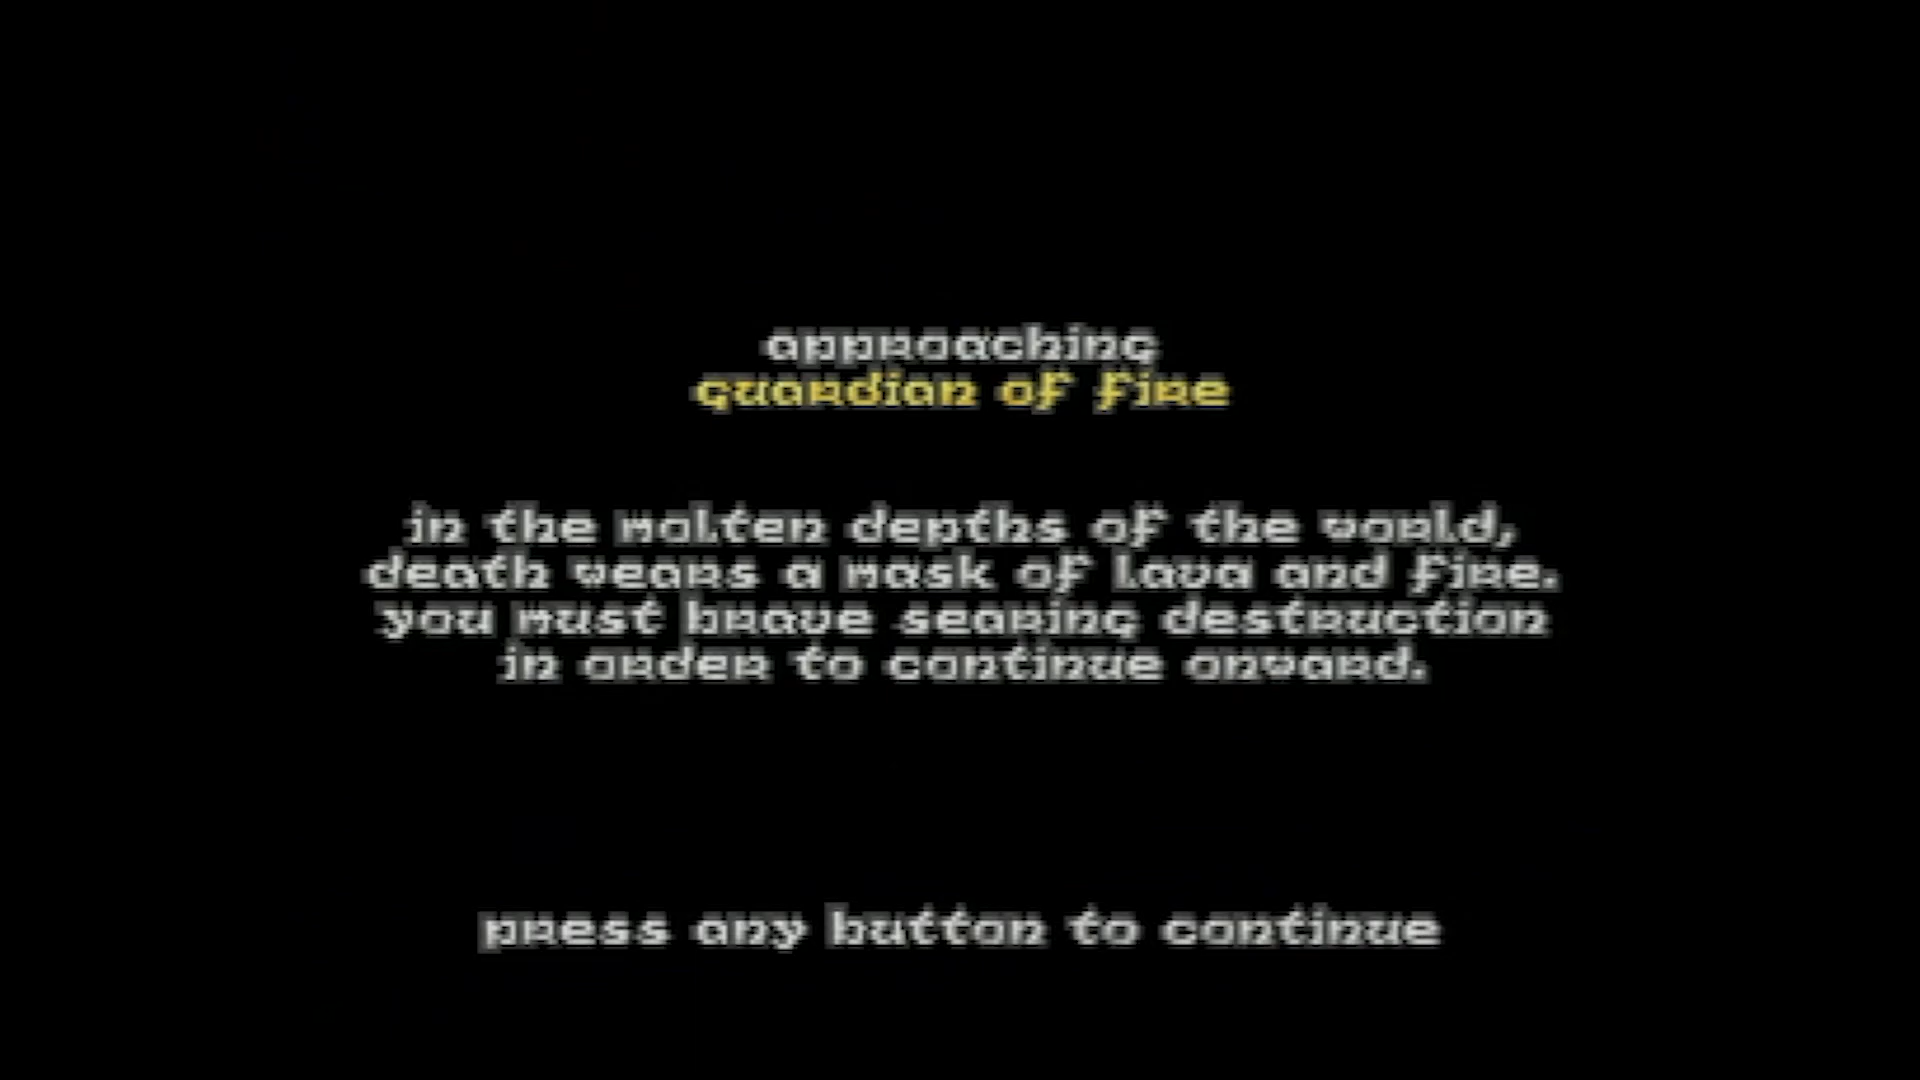 approaching
guardian of fire
in the molten depths of the world,
death wears a mask of lava and fire.
you must brave searing destruction
in order to continue onward.
press any button to continue